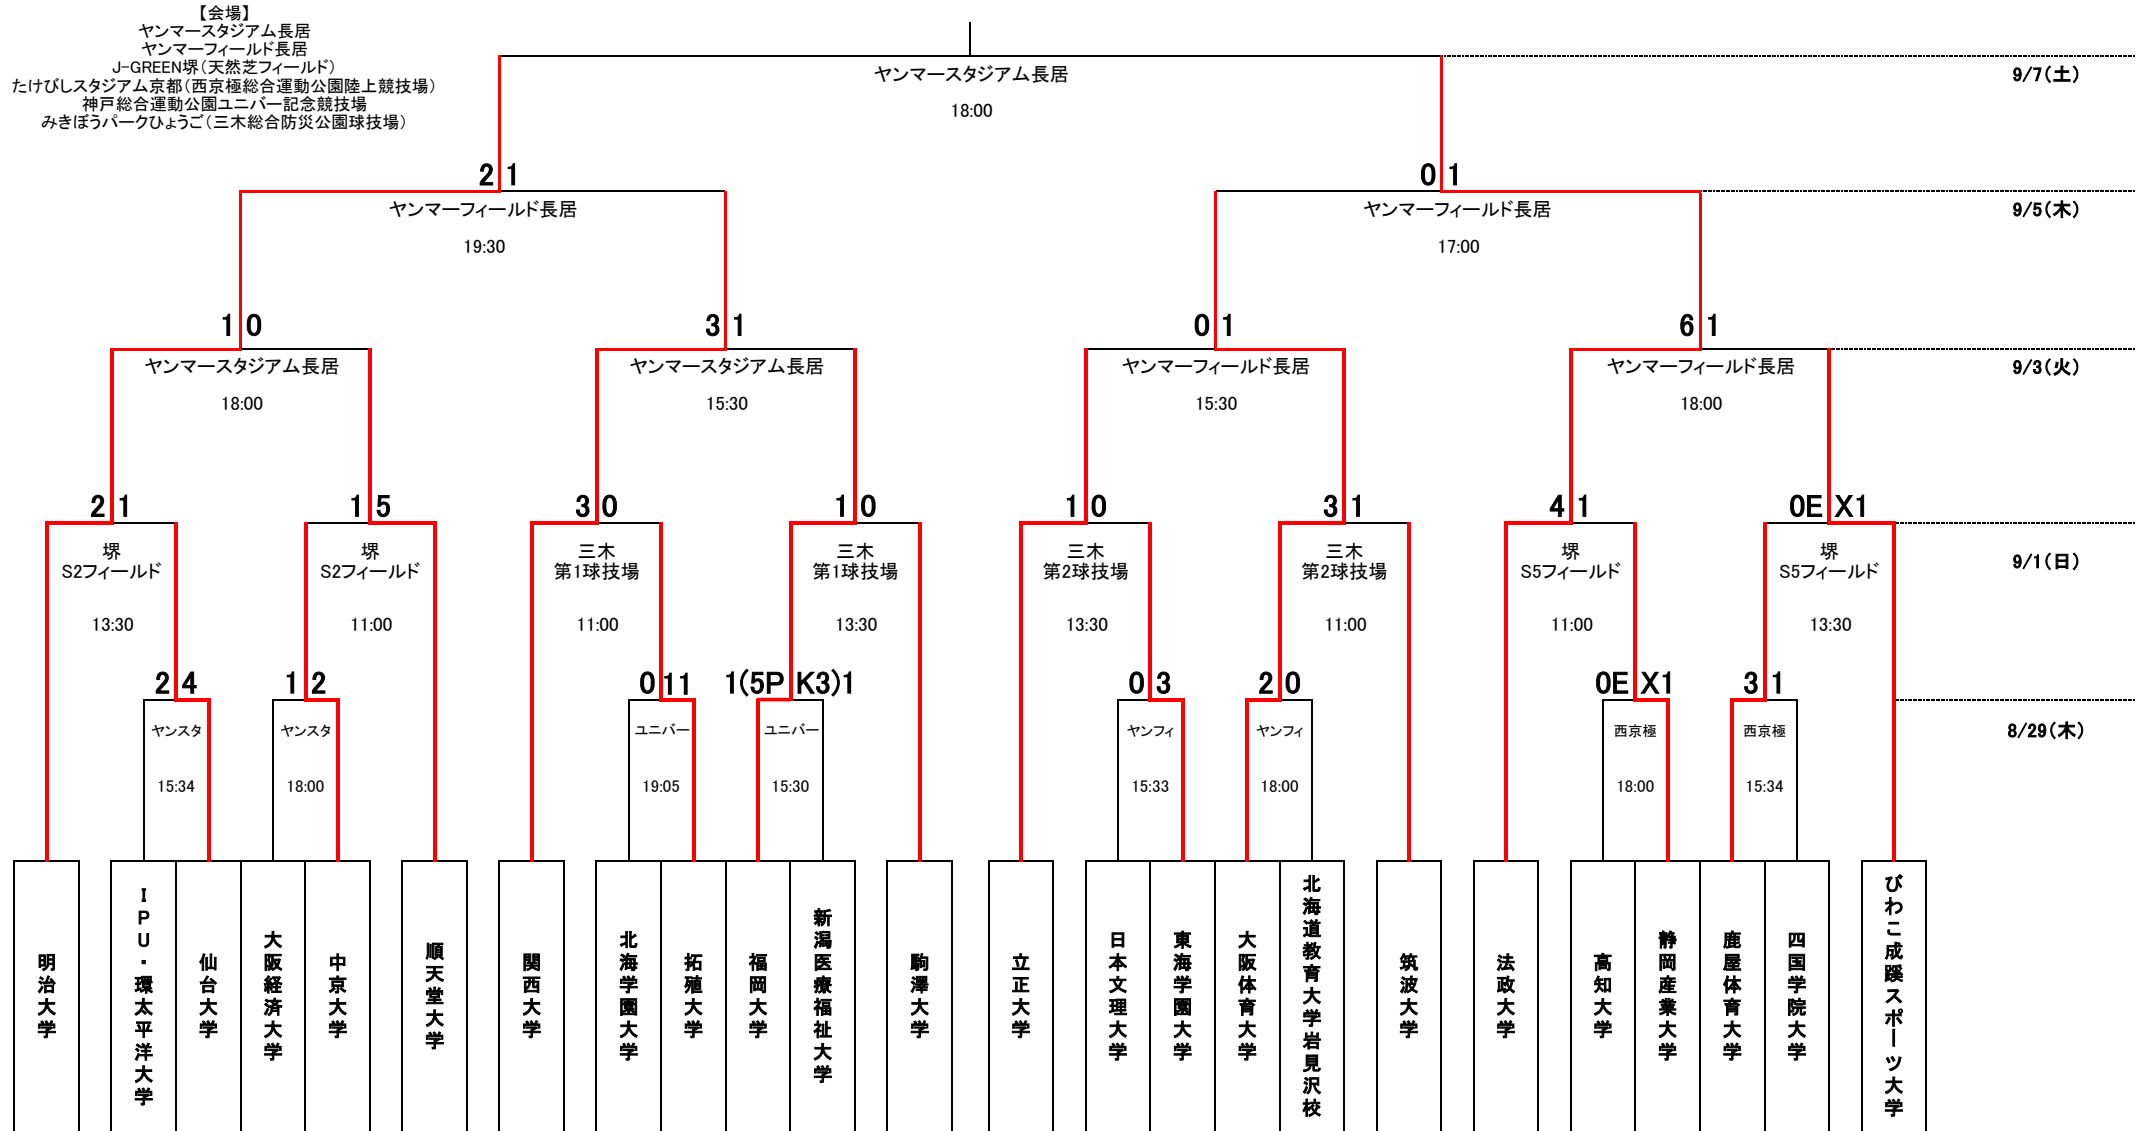 【会場】
ヤンマースタジアム長居
ヤンマーフィールド長居
J-GREEN堺（天然芝フィールド）
たけびしスタジアム京都（西京極総合運動公園陸上競技場）
神戸総合運動公園ユニバー記念競技場
みきぼうパークひょうご（三木総合防災公園球技場）
ヤンマースタジアム長居 9/7（土）
18:00
2 1 0 1
ヤンマーフィールド長居 ヤンマーフィールド長居 9/5（木）
19:30 17:00
1 0 3 1 0 1 6 1
ヤンマースタジアム長居 ヤンマースタジアム長居 ヤンマーフィールド長居 ヤンマーフィールド長居 9/3（火）
18:00 15:30 15:30 18:00
2 1 1 5 3 0 1 0 1 0 3 1 4 1 0E X1
堺 堺 三木 三木 三木 三木 堺 堺
S2フィールド S2フィールド 第1球技場 第1球技場 第2球技場 第2球技場 S5フィールド S5フィールド 9/1（日）
13:30 11:00 11:00 13:30 13:30 11:00 11:00 13:30
2 4 1 2 0 11 1(5P K3)1 0 3 2 0 0E X1 3 1
ヤンスタ ヤンスタ ユニバー ユニバー ヤンフィ ヤンフィ 西京極 西京極 8/29（木）
15:34 18:00 19:05 15:30 15:33 18:00 18:00 15:34
明治大学
IPU・環太平洋大学
仙台大学
大阪経済大学
中京大学
順天堂大学
関西大学
北海学園大学
拓殖大学
福岡大学
新潟医療福祉大学
駒澤大学
立正大学
日本文理大学
東海学園大学
大阪体育大学
北海道教育大学岩見沢校
筑波大学
法政大学
高知大学
静岡産業大学
鹿屋体育大学
四国学院大学
びわこ成蹊スポーツ大学